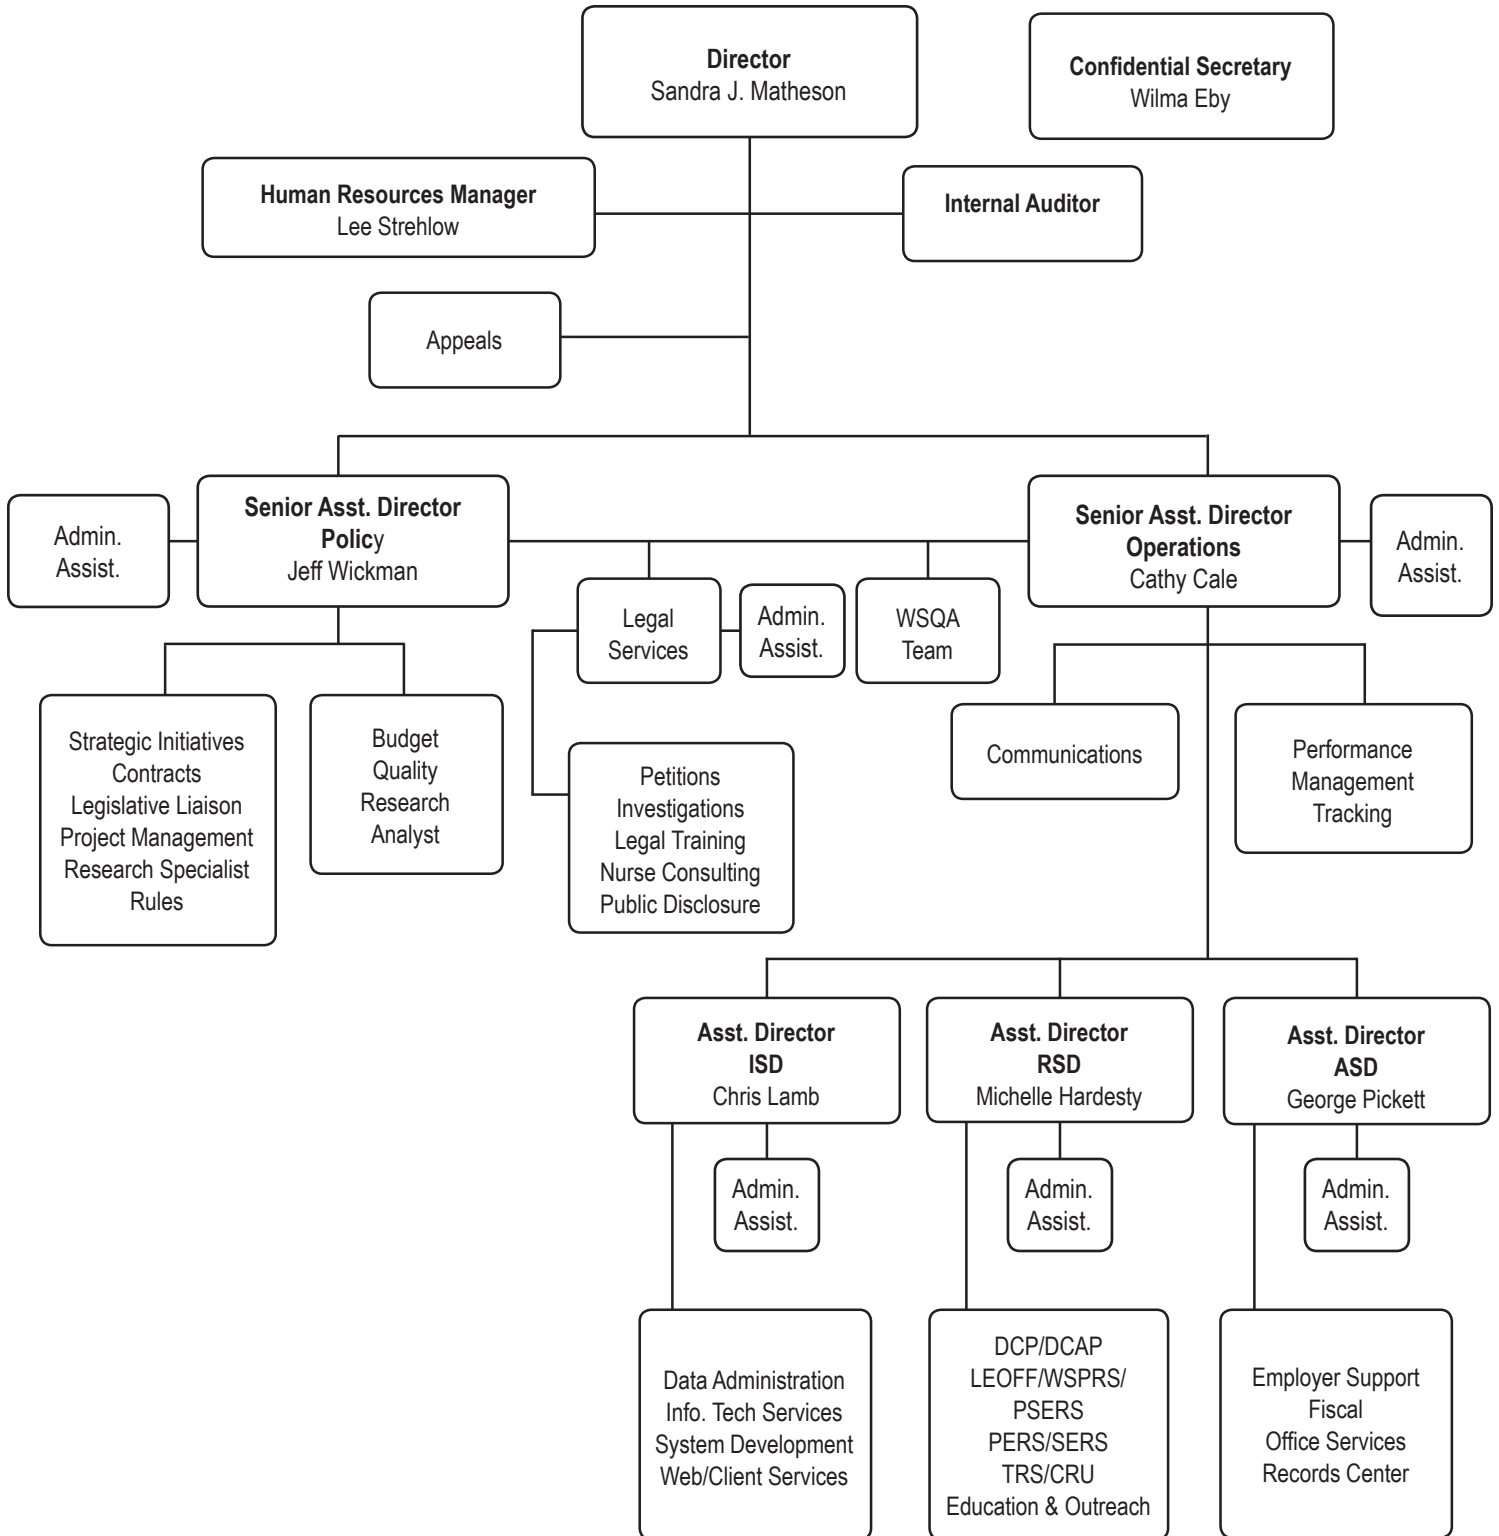 Director
Sandra J. Matheson
Confidential Secretary
Wilma Eby
Human Resources Manager
Lee Strehlow
Internal Auditor
Appeals
Admin.
Assist.
Senior Asst. Director
Policy
Jeff Wickman
Senior Asst. Director
Operations
Cathy Cale
Admin.
Assist.
Legal
Services
Admin.
Assist.
WSQA
Team
Strategic Initiatives
Contracts
Legislative Liaison
Project Management
Research Specialist
Rules
Budget
Quality
Research
Analyst
Petitions
Investigations
Legal Training
Nurse Consulting
Public Disclosure
Communications
Performance
Management
Tracking
Asst. Director
ISD
Chris Lamb
Asst. Director
RSD
Michelle Hardesty
Asst. Director
ASD
George Pickett
Admin.
Assist.
Admin.
Assist.
Admin.
Assist.
Data Administration
Info. Tech Services
System Development
Web/Client Services
DCP/DCAP
LEOFF/WSPRS/
PSERS
PERS/SERS
TRS/CRU
Education & Outreach
Employer Support
Fiscal
Office Services
Records Center